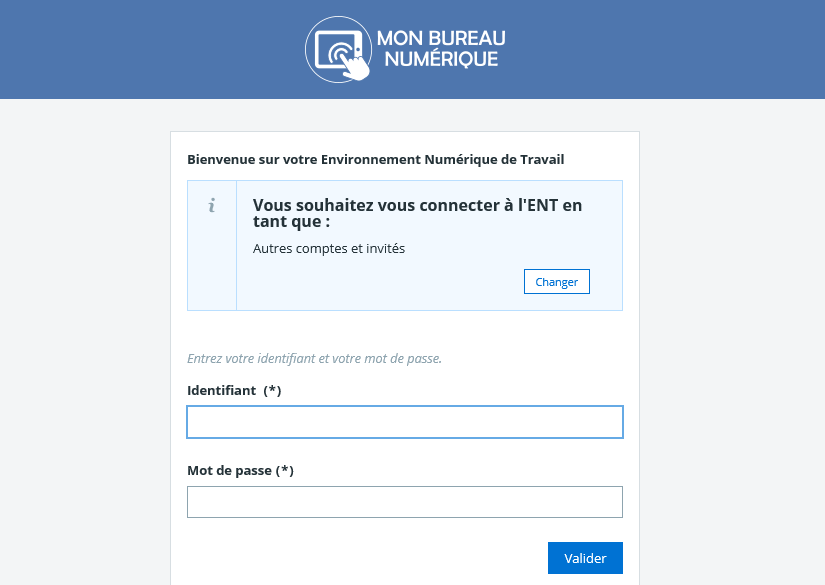 MON BUREAU
NUMÉRIQUE
Bienvenue sur votre Environnement Numérique de Travail
i
Vous souhaitez vous connecter à l'ENT en
tant que :
Autres comptes et invités
Changer
Entrez votre identifiant et votre mot de passe.
Identifiant (*)
Mot de passe (*)
Valider